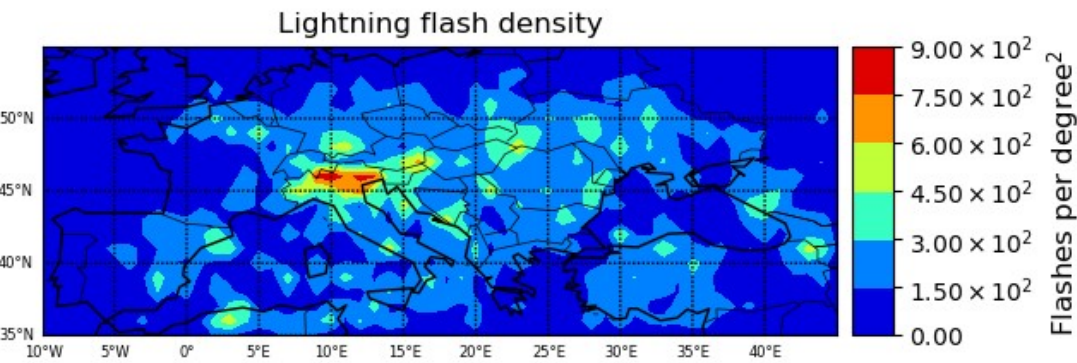 Lightning flash density
50°N
45°N
40°N
35°N
10°W 5°W 0° 5°E 10°E 15°E 20°E 25°E 30°E 35°E 40°E
9.00 × 10²
7.50 × 10²
6.00 × 10²
4.50 × 10²
3.00 × 10²
1.50 × 10²
0.00
Flashes per degree²